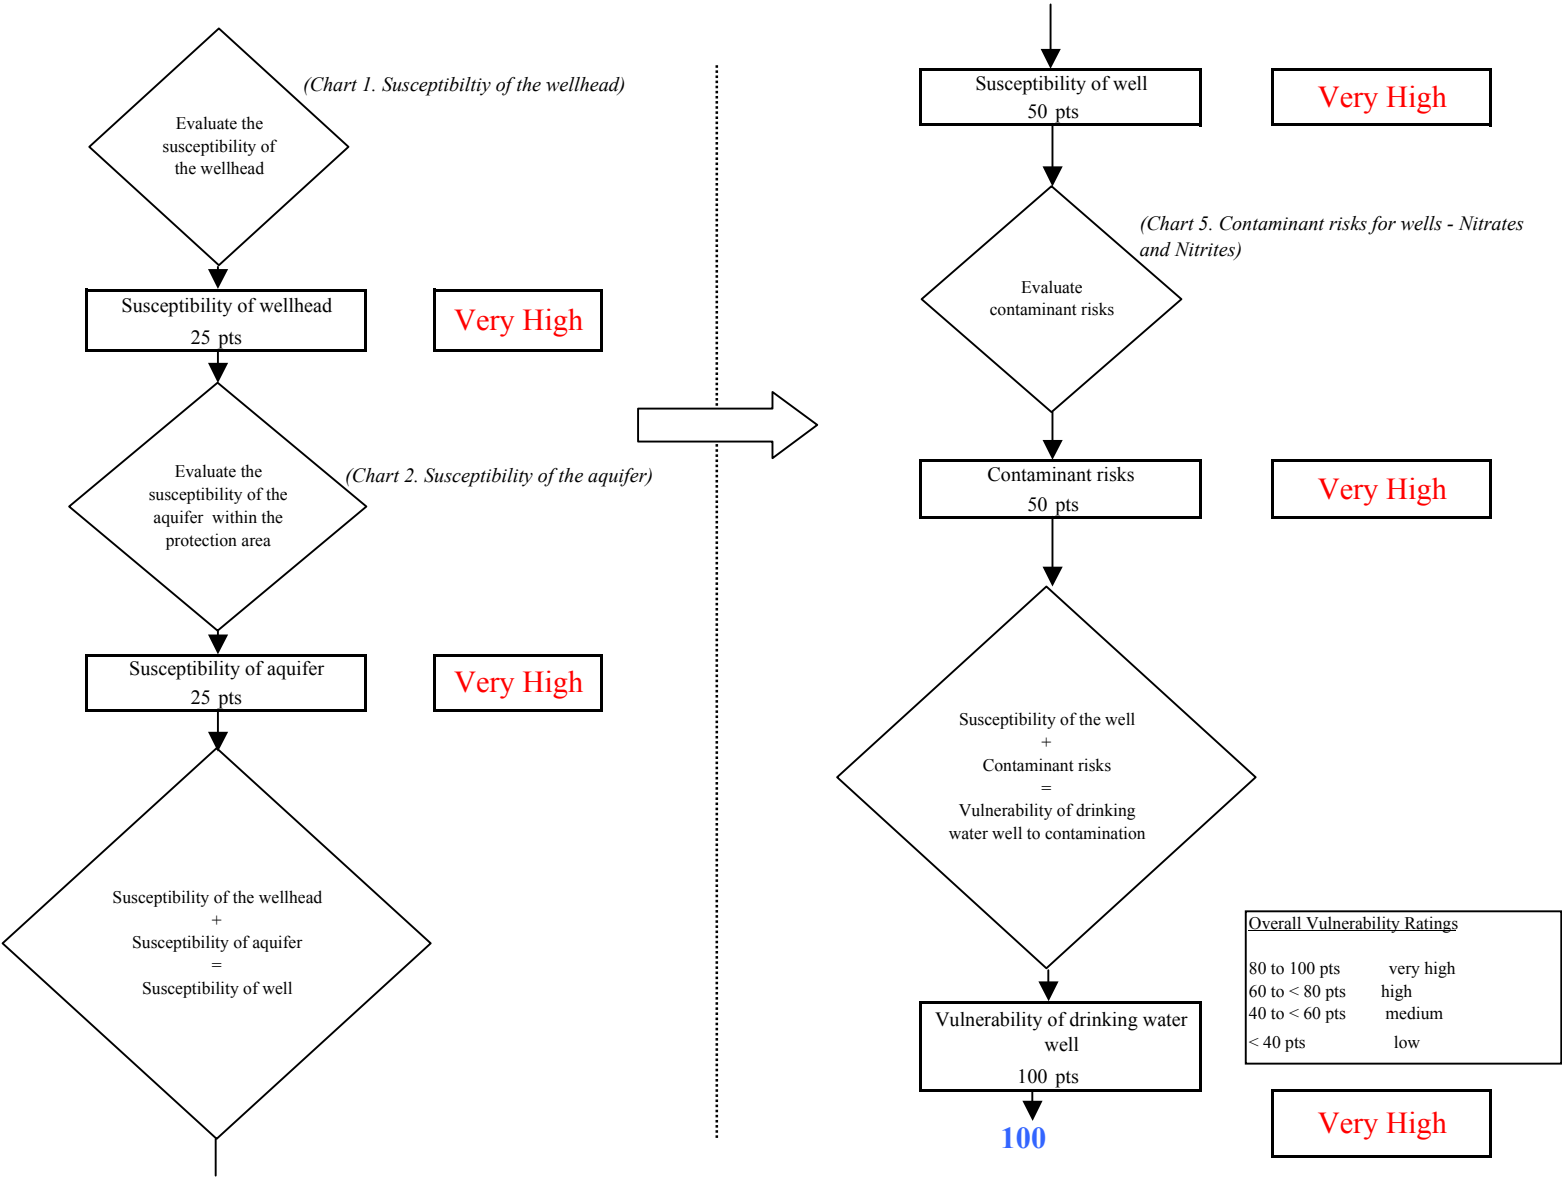 (Chart 1. Susceptibiltiy of the wellhead)
Evaluate the
susceptibility of
the wellhead
Susceptibility of wellhead
25 pts
Very High
(Chart 2. Susceptibility of the aquifer)
Evaluate the
susceptibility of the
aquifer within the
protection area
Susceptibility of aquifer
25 pts
Very High
Susceptibility of the wellhead
+
Susceptibility of aquifer
=
Susceptibility of well
Susceptibility of well
50 pts
Very High
(Chart 5. Contaminant risks for wells - Nitrates
and Nitrites)
Evaluate
contaminant risks
Contaminant risks
50 pts
Very High
Susceptibility of the well
+
Contaminant risks
=
Vulnerability of drinking
water well to contamination
Overall Vulnerability Ratings
80 to 100 pts very high
60 to < 80 pts high
40 to < 60 pts medium
< 40 pts low
Vulnerability of drinking water
well
100 pts
100
Very High